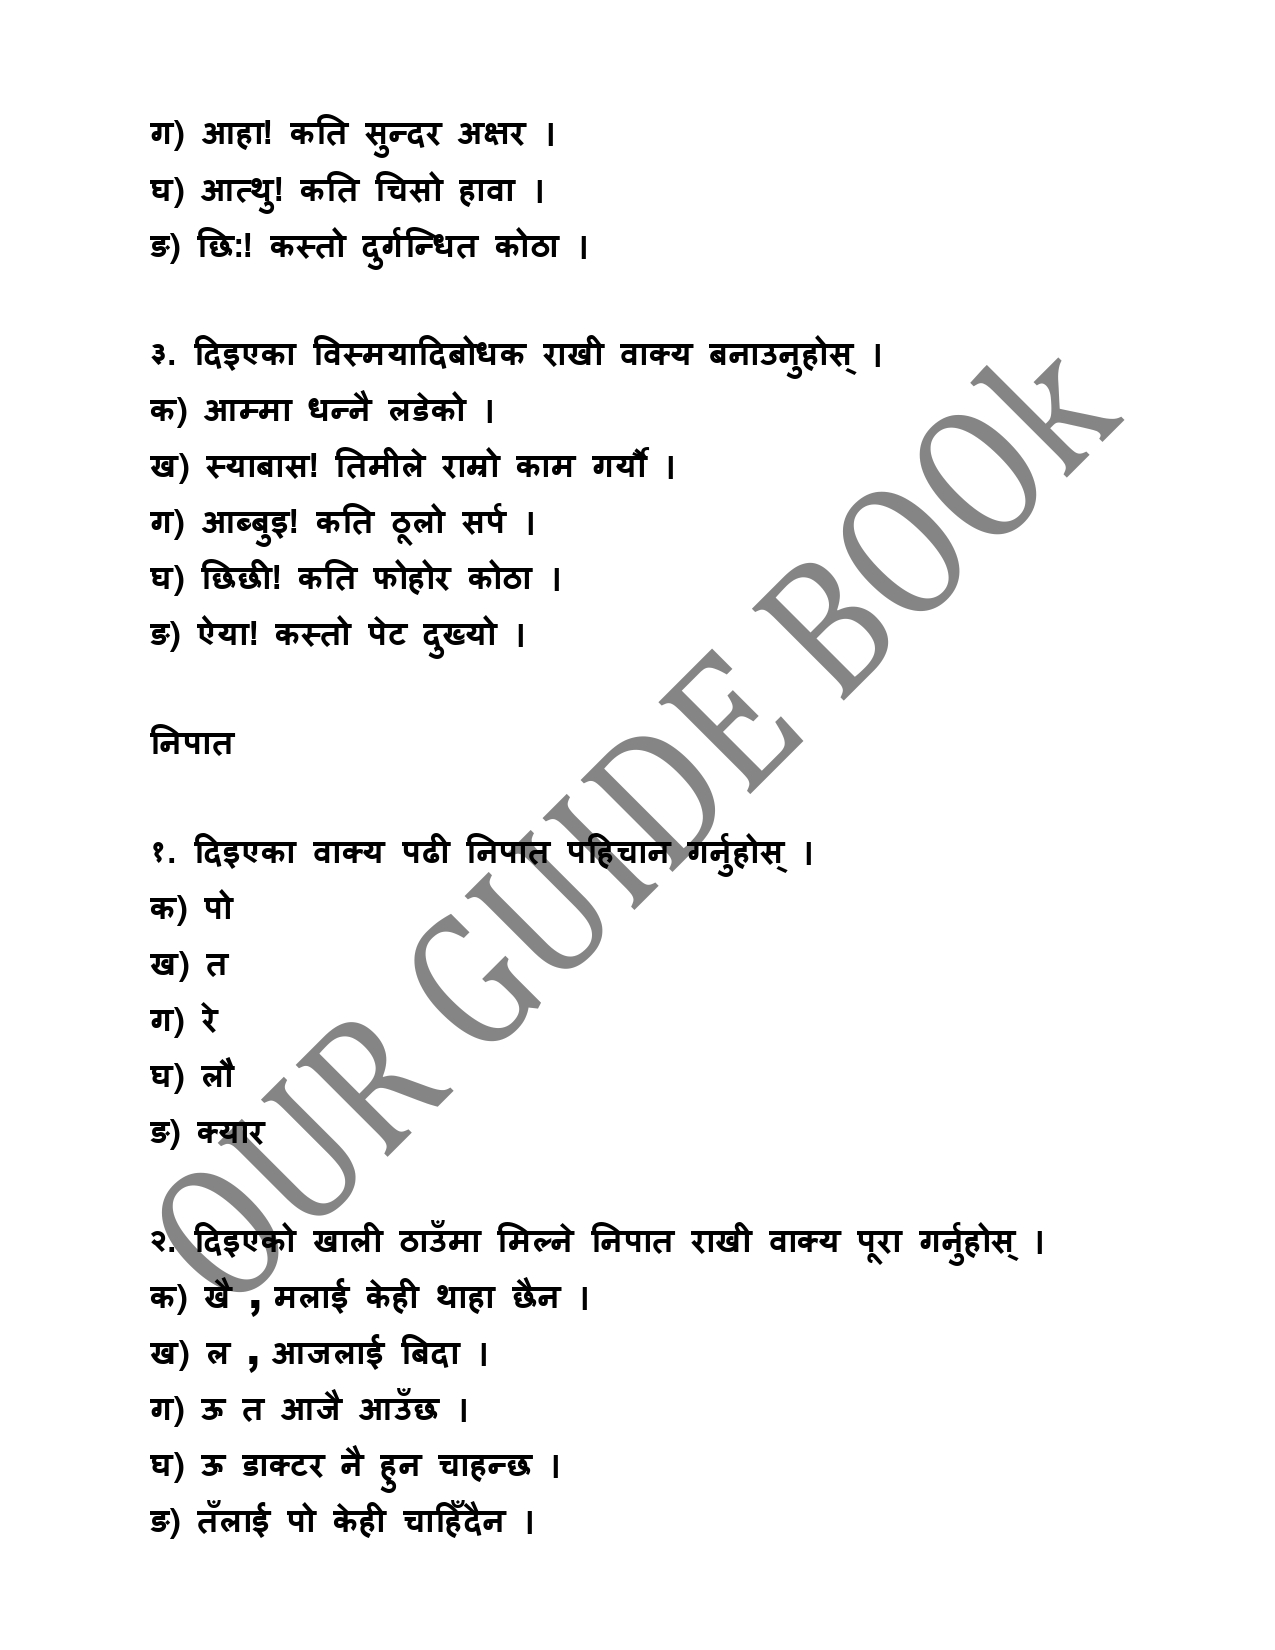 ग) आहा! कति सुन्दर अक्षर ।
घ) आत्थु! कति चिसो हावा ।
ङ) छि:! कस्तो दुर्गन्धित कोठा ।
३. दिइएका विस्मयादिबोधक राखी वाक्य बनाउनुहोस् ।
क) आम्मा धन्नै लडेको ।
ख) स्याबास! तिमीले राम्रो काम गर्यौ ।
ग) आब्बुइ! कति ठूलो सर्प ।
घ) छिछी! कति फोहोर कोठा ।
ङ) ऐया! कस्तो पेट दुख्यो ।
निपात
१. दिइएका वाक्य पढी निपात पहिचान गर्नुहोस् ।
क) पो
ख) त
ग) रे
घ) लौ
ङ) क्यार
२. दिइएको खाली ठाउँमा मिल्ने निपात राखी वाक्य पूरा गर्नुहोस् ।
क) खै , मलाई केही थाहा छैन ।
ख) ल , आजलाई बिदा ।
ग) ऊ त आजै आउँछ ।
घ) ऊ डाक्टर नै हुन चाहन्छ ।
ङ) तँलाई पो केही चाहिँदैन ।
OUR GUIDE BOOk